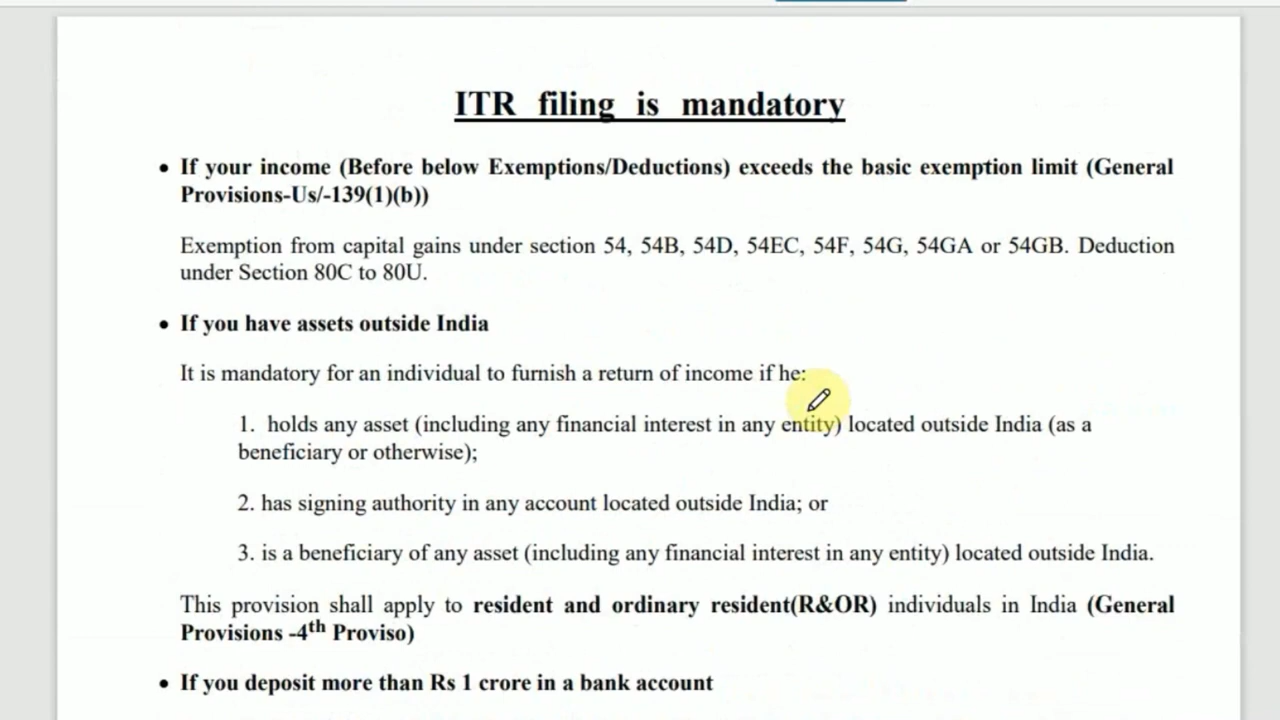 ITR filing is mandatory
• If your income (Before below Exemptions/Deductions) exceeds the basic exemption limit (General
Provisions-Us/-139(1)(b))
Exemption from capital gains under section 54, 54B, 54D, 54EC, 54F, 54G, 54GA or 54GB. Deduction
under Section 80C to 80U.
• If you have assets outside India
It is mandatory for an individual to furnish a return of income if he:
1. holds any asset (including any financial interest in any entity) located outside India (as a
beneficiary or otherwise);
2. has signing authority in any account located outside India; or
3. is a beneficiary of any asset (including any financial interest in any entity) located outside India.
This provision shall apply to resident and ordinary resident(R&OR) individuals in India (General
Provisions -4th Proviso)
• If you deposit more than Rs 1 crore in a bank account